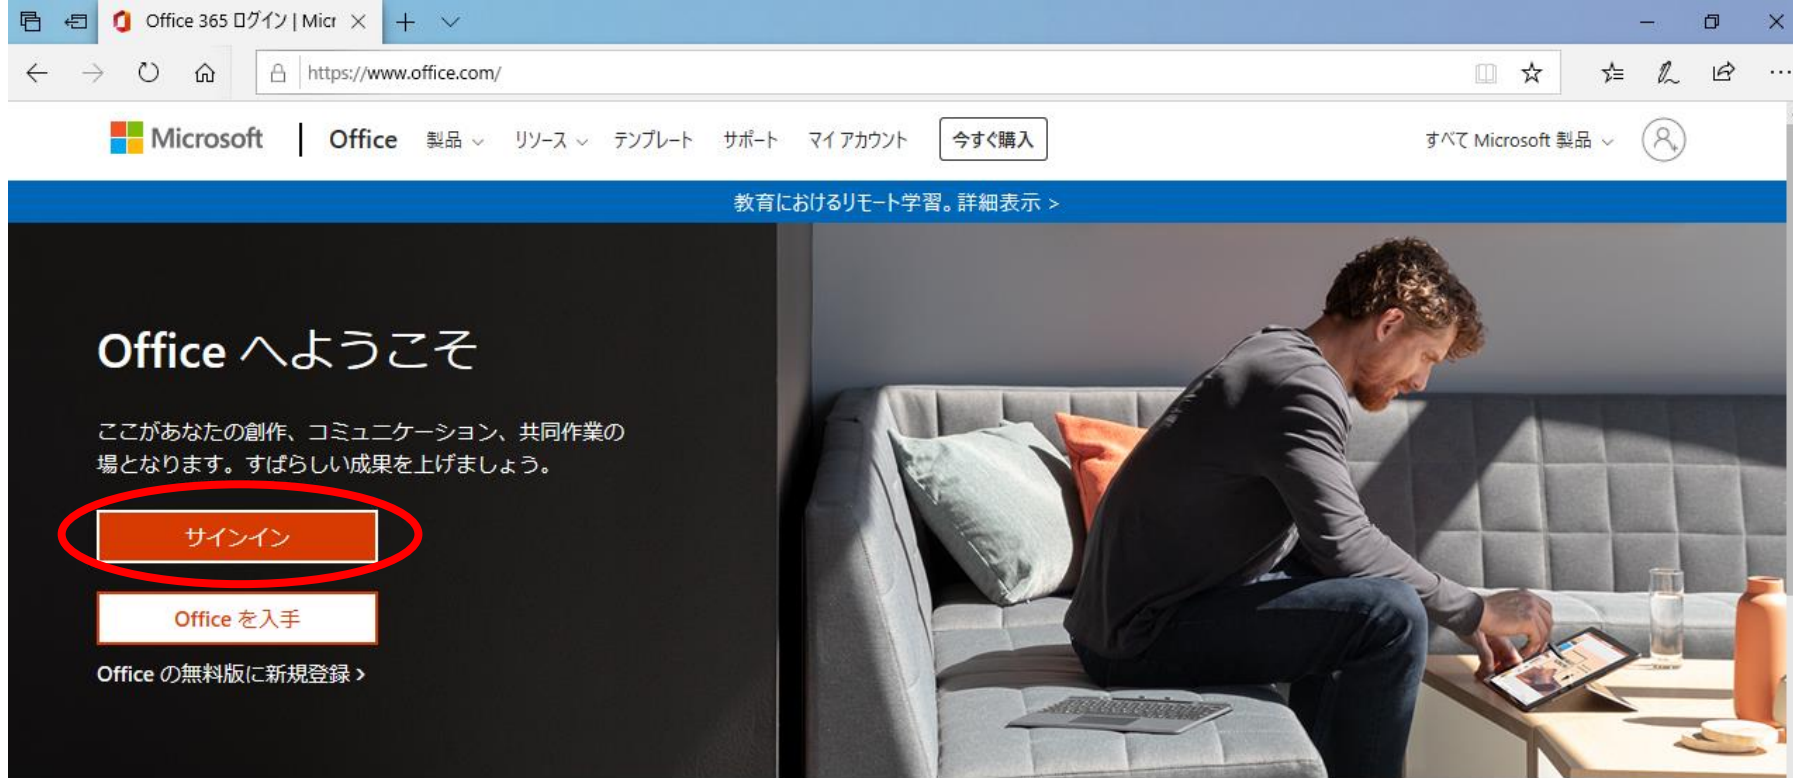 Office 365 ログイン | Micr
https://www.office.com/
Microsoft | Office 製品 リソース テンプレート サポート マイ アカウント 今すぐ購入 すべて Microsoft 製品
教育におけるリモート学習。詳細表示 >
Office へようこそ
ここがあなたの創作、コミュニケーション、共同作業の
場となります。すばらしい成果を上げましょう。
サインイン
Office を入手
Office の無料版に新規登録 >